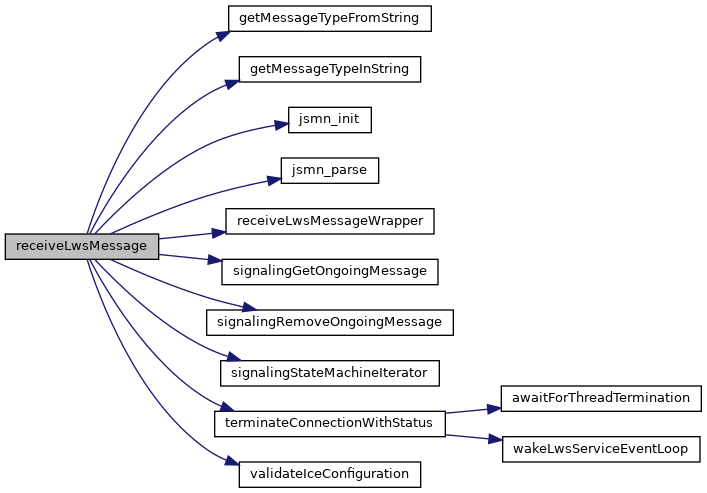 getMessageTypeFromString
getMessageTypeInString
jsmn_init
jsmn_parse
receiveLwsMessageWrapper
receiveLwsMessage
signalingGetOngoingMessage
signalingRemoveOngoingMessage
signalingStateMachineIterator
terminateConnectionWithStatus
awaitForThreadTermination
wakeLwsServiceEventLoop
validateIceConfiguration